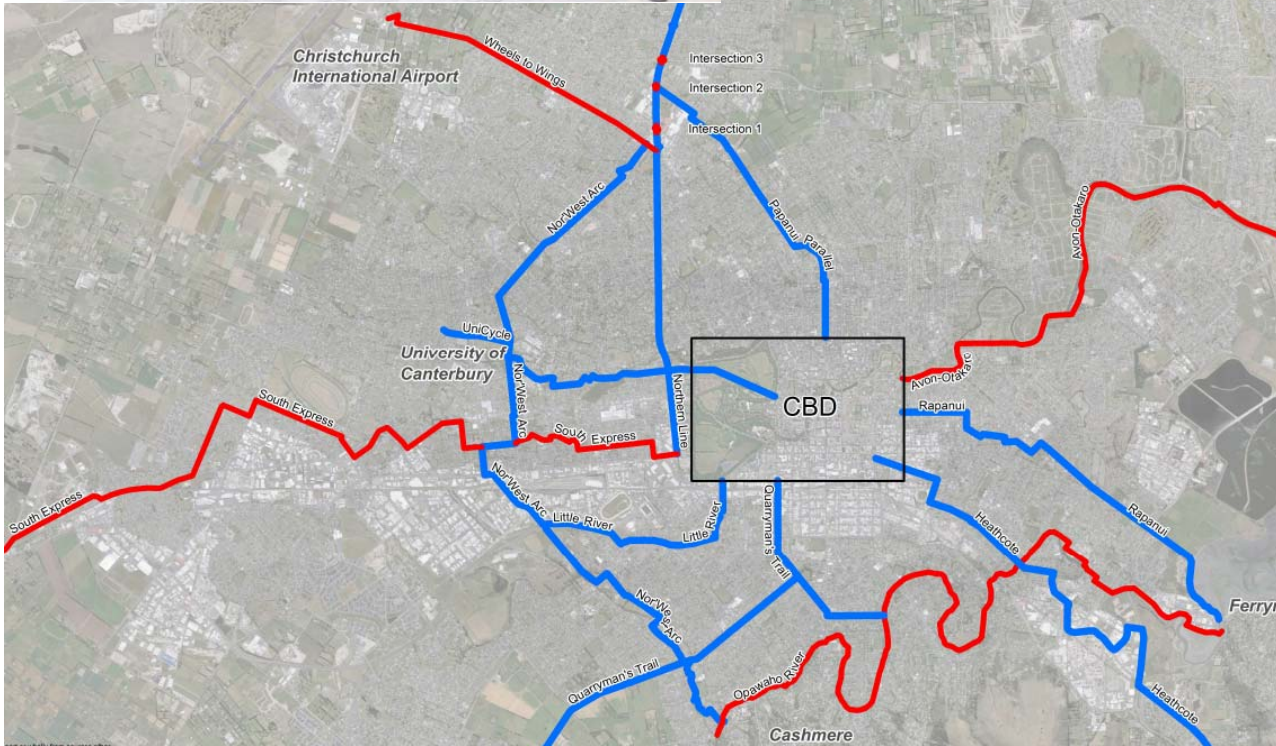 Christchurch
International Airport
Wheels to Wings
Intersection 3
Intersection 2
Intersection 1
Nor'West Arc
Papanui
Parallel
Avon-Otakaro
UniCycle
University of
Canterbury
Nor'West Arc
Northern Line
CBD
Avon-Otakaro
Rapanui
South Express
South Express
South Express
Nor'West Arc
Little River
Little River
Quarryman's
Trail
Heathcote
Rapanui
Nor'West Arc
Quarryman's Trail
Opawaho River
Heathcote
Cashmere